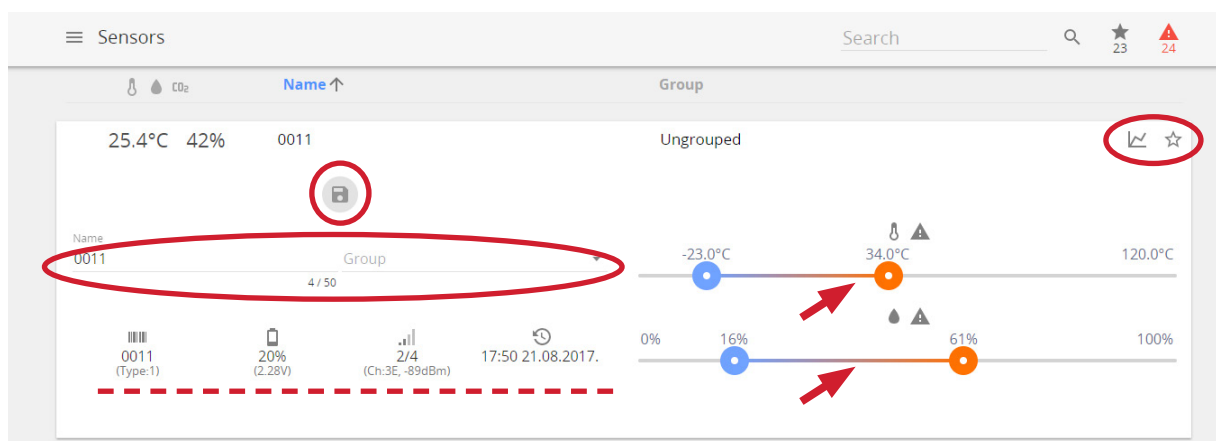 Sensors
Search
23
24
CO2
Name
Group
25.4°C 42% 0011 Ungrouped
Name
0011
Group
4 / 50
-23.0°C 34.0°C 120.0°C
0% 16% 61% 100%
0011 20% 2/4 17:50 21.08.2017.
(Type:1) (2.28V) (Ch:3E, -89dBm)